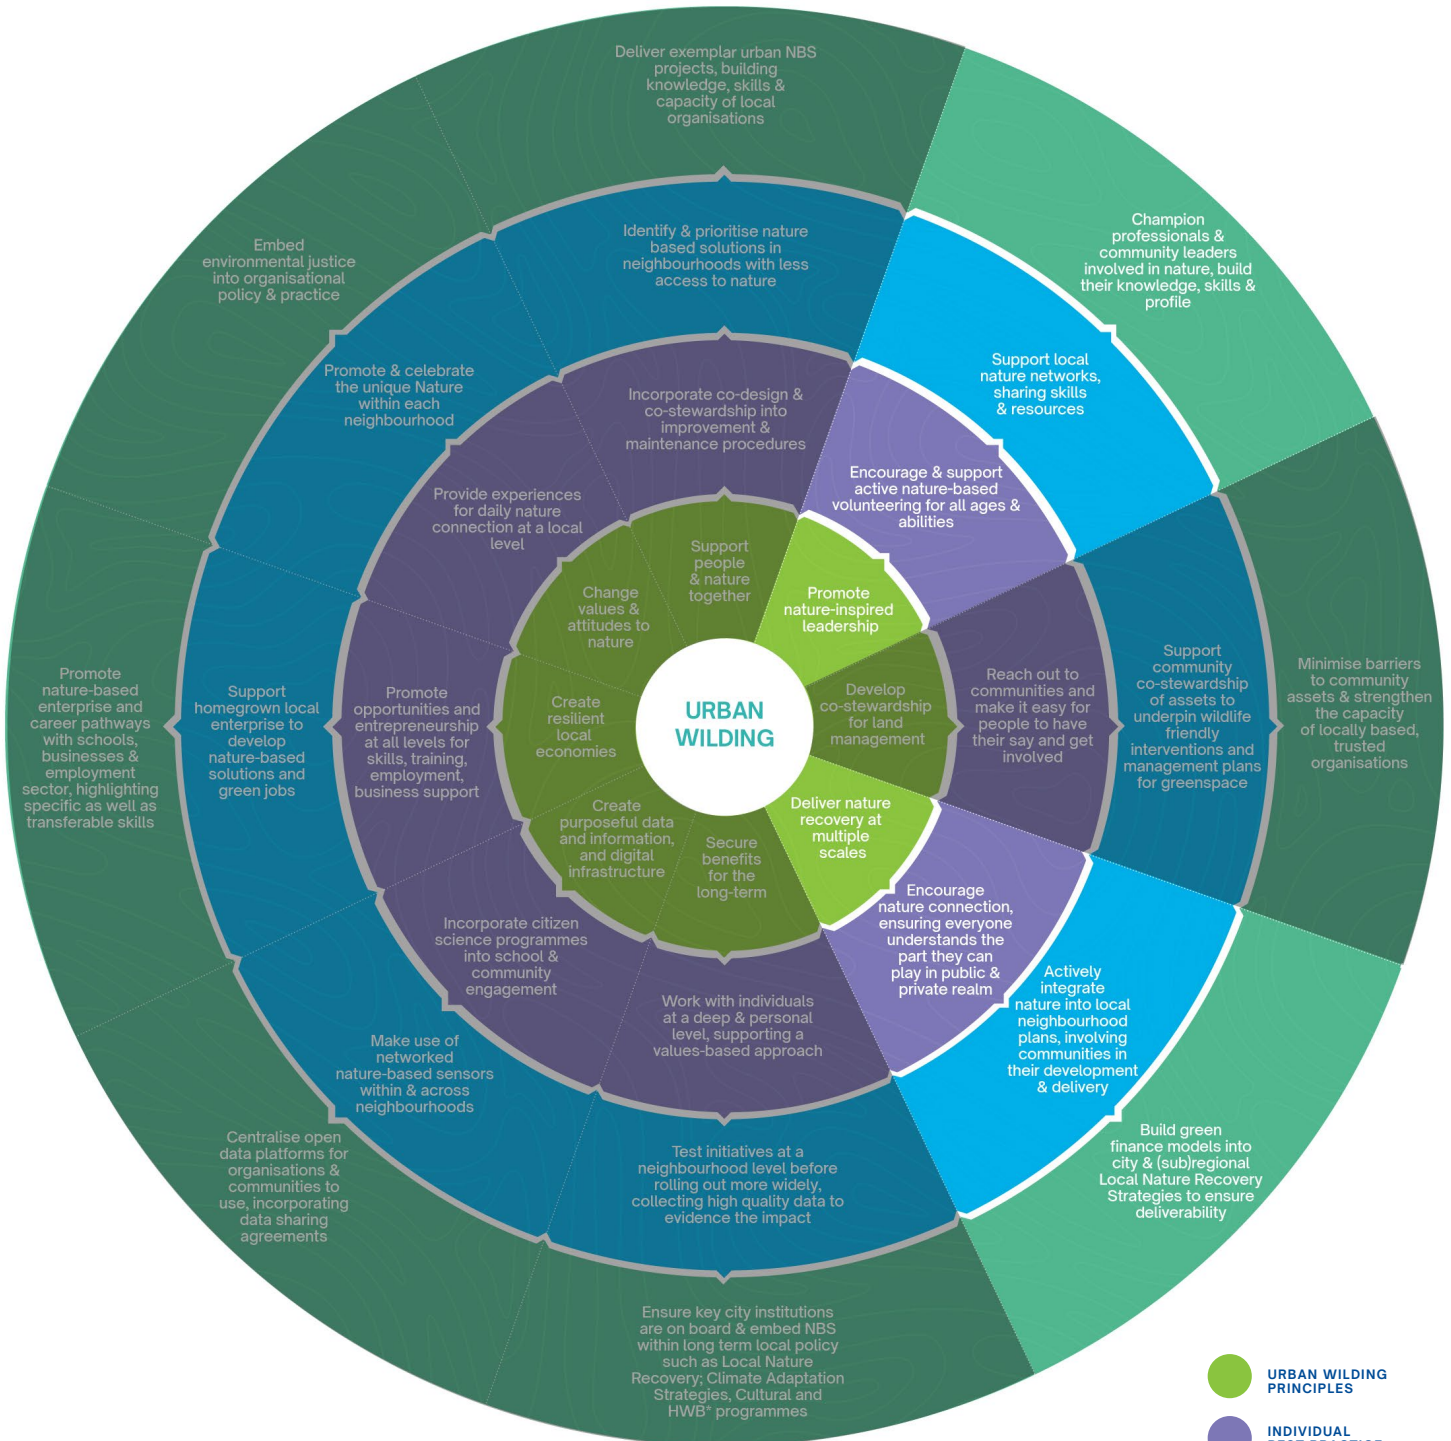 Deliver exemplar urban NBS
projects, building
knowledge, skills &
capacity of local
organisations
Champion
professionals &
community leaders
involved in nature, build
their knowledge, skills &
profile
Minimise barriers
to community
assets & strengthen
the capacity
of locally based,
trusted
organisations
Build green
finance models into
city & (sub)regional
Local Nature Recovery
Strategies to ensure
deliverability
Ensure key city institutions
are on board & embed NBS
within long term local policy
such as Local Nature
Recovery; Climate Adaptation
Strategies, Cultural and
HWB* programmes
Centralise open
data platforms for
organisations &
communities to
use, incorporating
data sharing
agreements
Promote
nature-based
enterprise and
career pathways
with schools,
businesses &
employment
sector, highlighting
specific as well as
transferable skills
Embed
environmental justice
into organisational
policy & practice
Identify & prioritise nature
based solutions in
neighbourhoods with less
access to nature
Support local
nature networks,
sharing skills
& resources
Support
community
co-stewardship
of assets to
underpin wildlife
friendly
interventions and
management plans
for greenspace
Actively
integrate
nature into local
neighbourhood
plans, involving
communities in
their development
& delivery
Test initiatives at a
neighbourhood level before
rolling out more widely,
collecting high quality data to
evidence the impact
Make use of
networked
nature-based sensors
within & across
neighbourhoods
Support
homegrown local
enterprise to
develop
nature-based
solutions and
green jobs
Promote & celebrate
the unique Nature
within each
neighbourhood
Incorporate co-design &
co-stewardship into
improvement &
maintenance procedures
Encourage & support
active nature-based
volunteering for all ages &
abilities
Reach out to
communities and
make it easy for
people to have
their say and get
involved
Encourage
nature connection,
ensuring everyone
understands the
part they can
play in public &
private realm
Work with individuals
at a deep & personal
level, supporting a
values-based approach
Incorporate citizen
science programmes
into school &
community
engagement
Promote
opportunities and
entrepreneurship
at all levels for
skills, training,
employment,
business support
Provide experiences
for daily nature
connection at a local
level
Support
people
& nature
together
Promote
nature-inspired
leadership
Develop
co-stewardship
for land
management
Deliver nature
recovery at
multiple
scales
Secure
benefits
for the
long-term
Create
purposeful data
and information,
and digital
infrastructure
Create
resilient
local
economies
Change
values &
attitudes to
nature
URBAN
WILDING
URBAN WILDING
PRINCIPLES
INDIVIDUAL